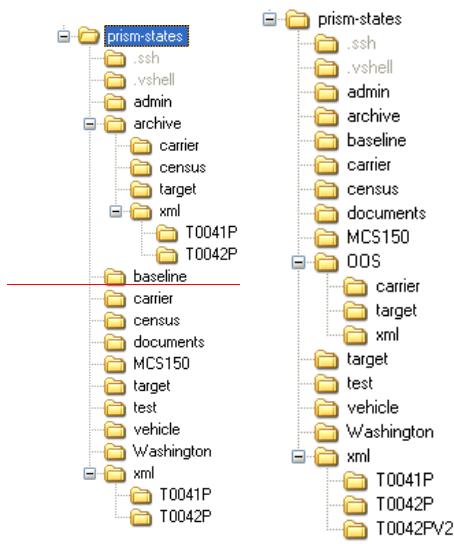 prism-states
.ssh
.vshell
admin
archive
carrier
census
target
xml
T0041P
T0042P
baseline
carrier
census
documents
MCS150
target
test
vehicle
Washington
xml
T0041P
T0042P
prism-states
.ssh
.vshell
admin
archive
baseline
carrier
census
documents
MCS150
OOS
carrier
target
xml
target
test
vehicle
Washington
xml
T0041P
T0042P
T0042PV2